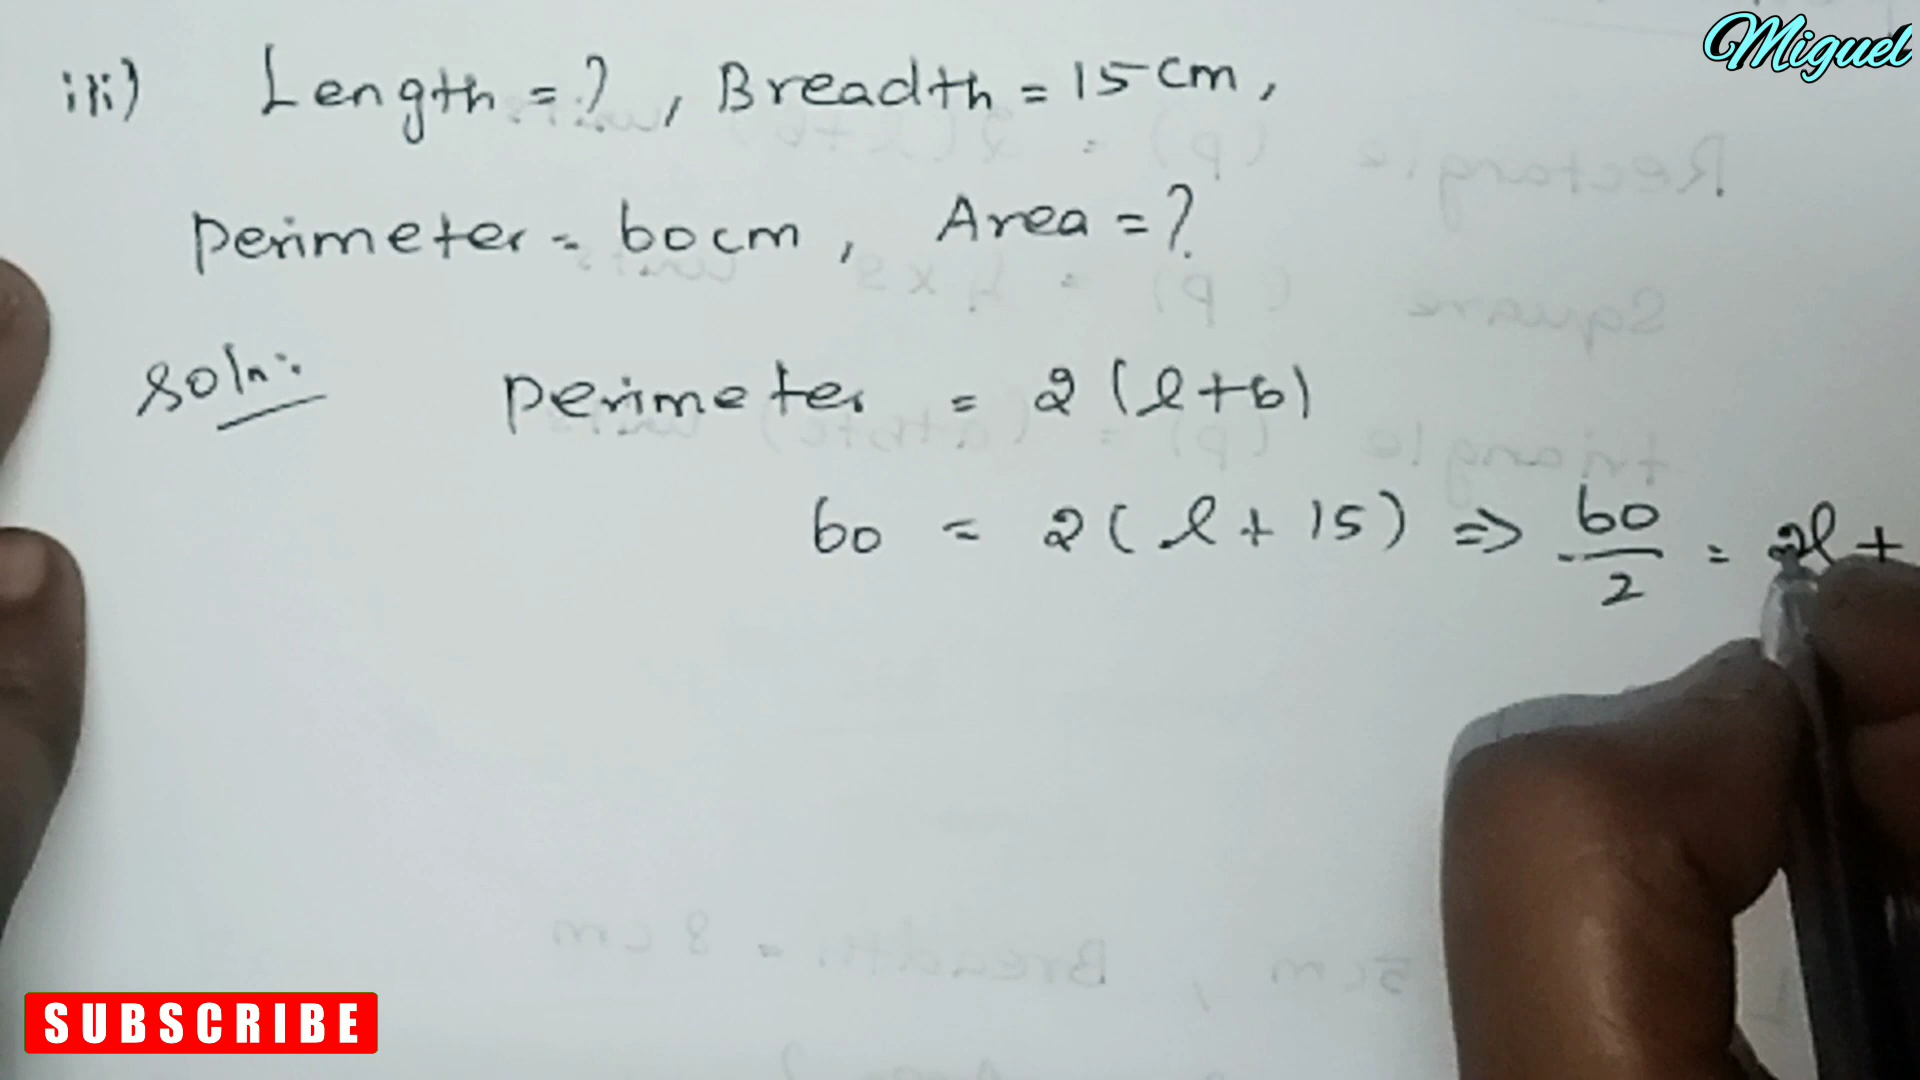 Miguel
iii) Length = ?, Breadth = 15 cm,
Perimeter = 60 cm, Area = ?
Soln:
Perimeter = 2 (l+b)
60 = 2 ( l + 15) => 60/2 = l +
SUBSCRIBE